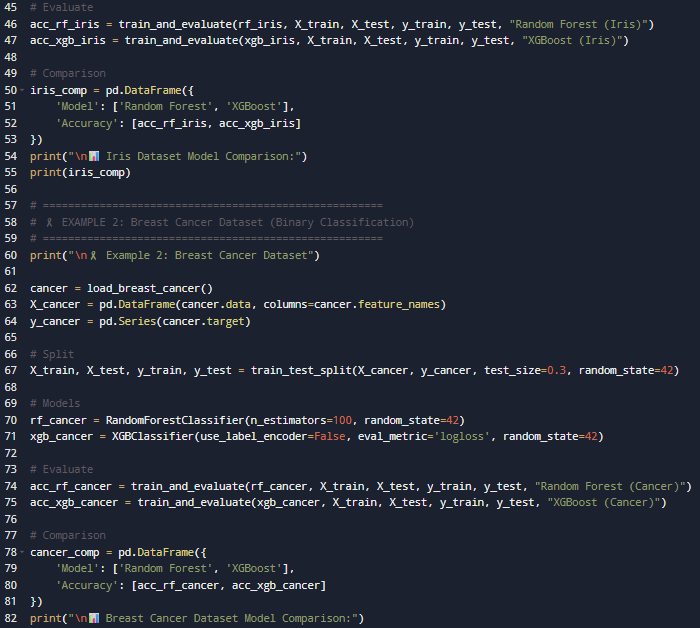 45 # Evaluate
46 acc_rf_iris = train_and_evaluate(rf_iris, X_train, X_test, y_train, y_test, "Random Forest (Iris)")
47 acc_xgb_iris = train_and_evaluate(xgb_iris, X_train, X_test, y_train, y_test, "XGBoost (Iris)")
48
49 # Comparison
50 iris_comp = pd.DataFrame({
51     'Model': ['Random Forest', 'XGBoost'],
52     'Accuracy': [acc_rf_iris, acc_xgb_iris]
53 })
54 print("\n📊 Iris Dataset Model Comparison:")
55 print(iris_comp)
56
57 # =====================================================
58 # 🎗 EXAMPLE 2: Breast Cancer Dataset (Binary Classification)
59 # =====================================================
60 print("\n🎗 Example 2: Breast Cancer Dataset")
61
62 cancer = load_breast_cancer()
63 X_cancer = pd.DataFrame(cancer.data, columns=cancer.feature_names)
64 y_cancer = pd.Series(cancer.target)
65
66 # Split
67 X_train, X_test, y_train, y_test = train_test_split(X_cancer, y_cancer, test_size=0.3, random_state=42)
68
69 # Models
70 rf_cancer = RandomForestClassifier(n_estimators=100, random_state=42)
71 xgb_cancer = XGBClassifier(use_label_encoder=False, eval_metric='logloss', random_state=42)
72
73 # Evaluate
74 acc_rf_cancer = train_and_evaluate(rf_cancer, X_train, X_test, y_train, y_test, "Random Forest (Cancer)")
75 acc_xgb_cancer = train_and_evaluate(xgb_cancer, X_train, X_test, y_train, y_test, "XGBoost (Cancer)")
76
77 # Comparison
78 cancer_comp = pd.DataFrame({
79     'Model': ['Random Forest', 'XGBoost'],
80     'Accuracy': [acc_rf_cancer, acc_xgb_cancer]
81 })
82 print("\n📊 Breast Cancer Dataset Model Comparison:")